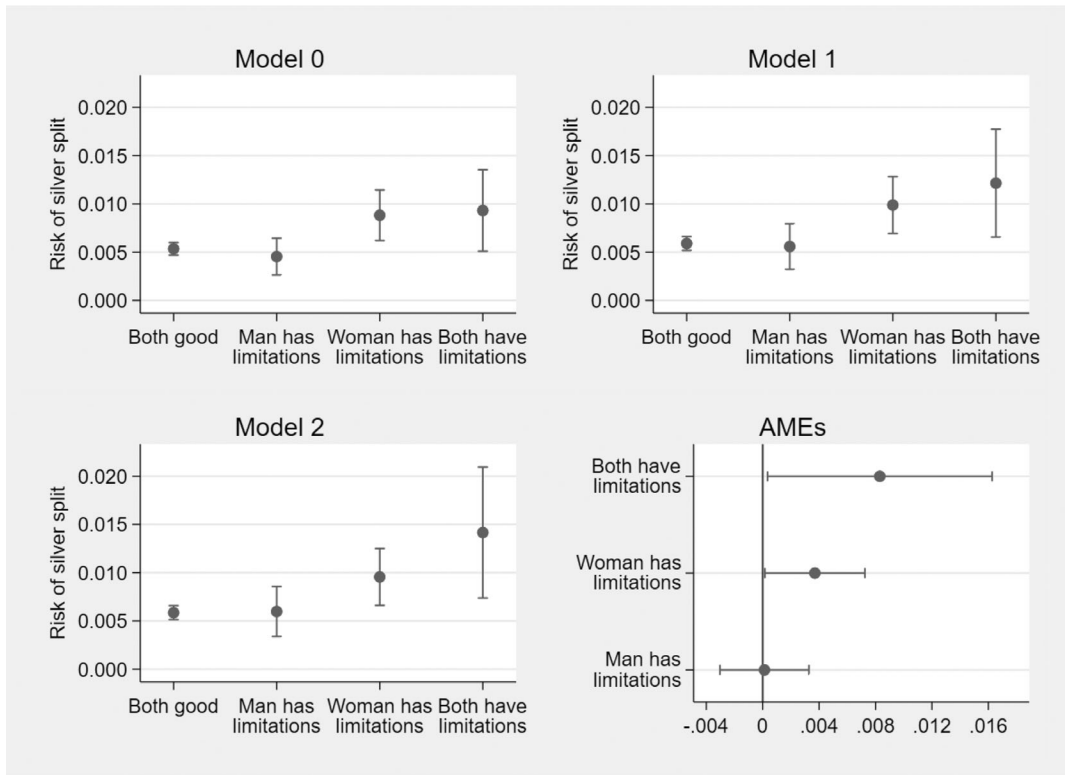 Model 0
Risk of silver split
0.020
0.015
0.010
0.005
0.000
Both good
Man has
limitations
Woman has
limitations
Both have
limitations
Model 1
Risk of silver split
0.020
0.015
0.010
0.005
0.000
Both good
Man has
limitations
Woman has
limitations
Both have
limitations
Model 2
Risk of silver split
0.020
0.015
0.010
0.005
0.000
Both good
Man has
limitations
Woman has
limitations
Both have
limitations
AMEs
Both have
limitations
Woman has
limitations
Man has
limitations
-.004 0 .004 .008 .012 .016